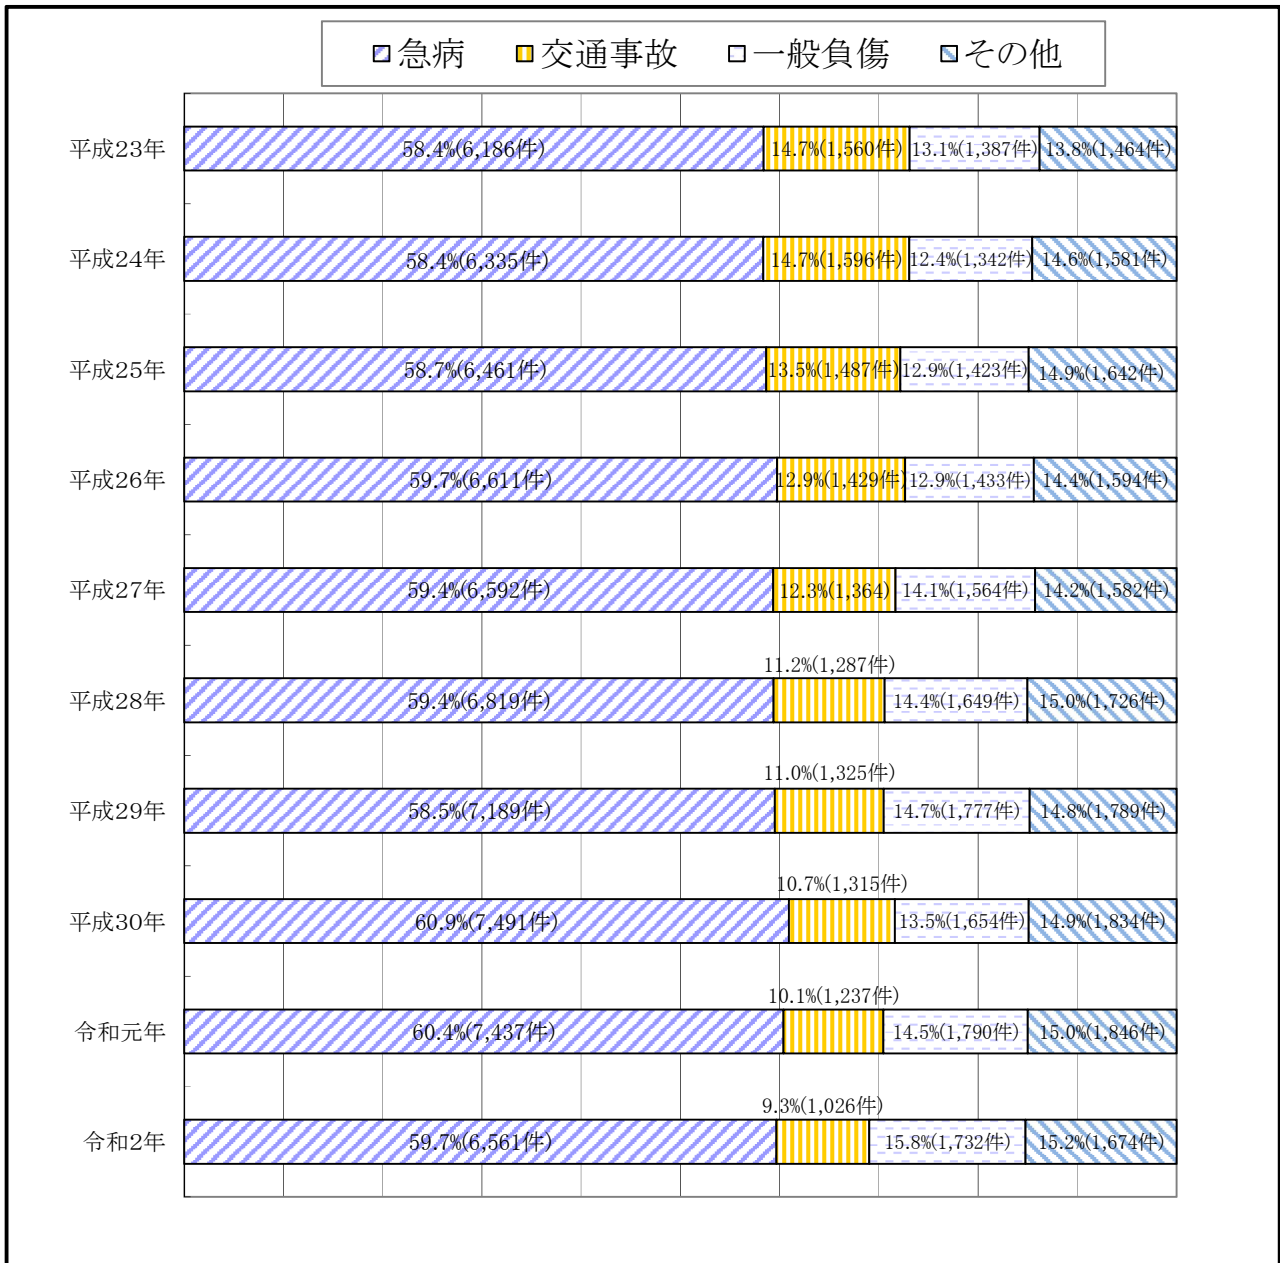 急病 交通事故 一般負傷 その他
平成23年 58.4%(6,186件) 14.7%(1,560件) 13.1%(1,387件) 13.8%(1,464件)
平成24年 58.4%(6,335件) 14.7%(1,596件) 12.4%(1,342件) 14.6%(1,581件)
平成25年 58.7%(6,461件) 13.5%(1,487件) 12.9%(1,423件) 14.9%(1,642件)
平成26年 59.7%(6,611件) 12.9%(1,429件) 12.9%(1,433件) 14.4%(1,594件)
平成27年 59.4%(6,592件) 12.3%(1,364) 14.1%(1,564件) 14.2%(1,582件)
11.2%(1,287件)
平成28年 59.4%(6,819件) 14.4%(1,649件) 15.0%(1,726件)
11.0%(1,325件)
平成29年 58.5%(7,189件) 14.7%(1,777件) 14.8%(1,789件)
10.7%(1,315件)
平成30年 60.9%(7,491件) 13.5%(1,654件) 14.9%(1,834件)
10.1%(1,237件)
令和元年 60.4%(7,437件) 14.5%(1,790件) 15.0%(1,846件)
9.3%(1,026件)
令和2年 59.7%(6,561件) 15.8%(1,732件) 15.2%(1,674件)